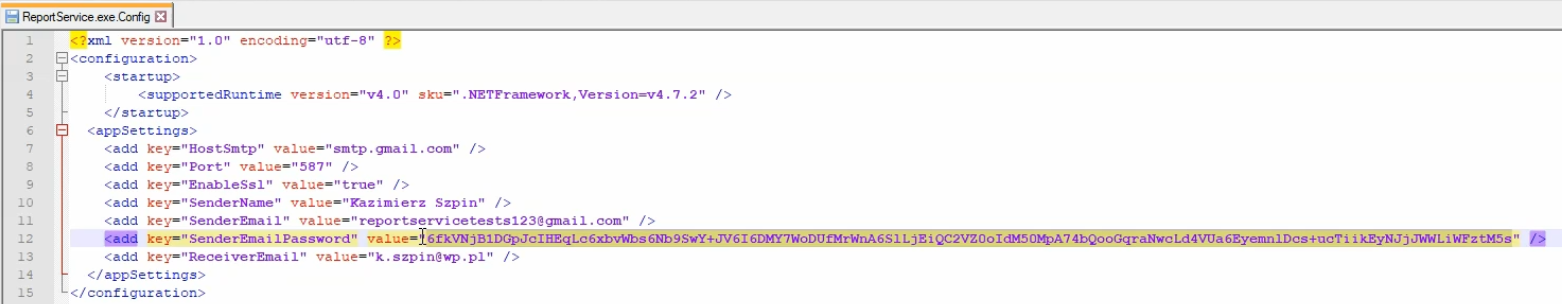 ReportService.exe.Config
1 <?xml version="1.0" encoding="utf-8" ?>
2 <configuration>
3 <startup>
4 <supportedRuntime version="v4.0" sku=".NETFramework,Version=v4.7.2" />
5 </startup>
6 <appSettings>
7 <add key="HostSmtp" value="smtp.gmail.com" />
8 <add key="Port" value="587" />
9 <add key="EnableSsl" value="true" />
10 <add key="SenderName" value="Kazimierz Szpin" />
11 <add key="SenderEmail" value="reportservicetests123@gmail.com" />
12 <add key="SenderEmailPassword" value="6fkVNjB1DGpJcIHEqLc6xbvWbs6Nb9SwY+JV6I6DMY7WoDUfMrWnA6SlLjEiQC2VZ0oIdM50MpA74bQooGqraNwcLd4VUa6EyemnlDcs+ucTiikEyNJjJWWLiWFztM5s" />
13 <add key="ReceiverEmail" value="k.szpin@wp.pl" />
14 </appSettings>
15 </configuration>